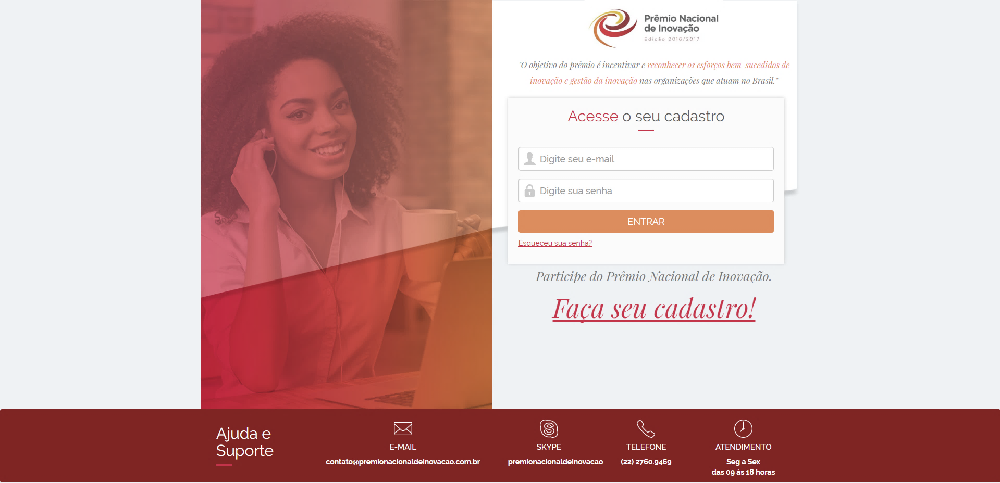 Prêmio Nacional
de Inovação
Edição 2016/2017
"O objetivo do prêmio é incentivar e reconhecer os esforços bem-sucedidos de
inovação e gestão da inovação nas organizações que atuam no Brasil."
Acesse o seu cadastro
Digite seu e-mail
Digite sua senha
ENTRAR
Esqueceu sua senha?
Participe do Prêmio Nacional de Inovação.
Faça seu cadastro!
Ajuda e
Suporte
E-MAIL
contato@premionacionaldeinovacao.com.br
SKYPE
premionacionaldeinovacao
TELEFONE
(22) 2760.9469
ATENDIMENTO
Seg a Sex
das 09 às 18 horas